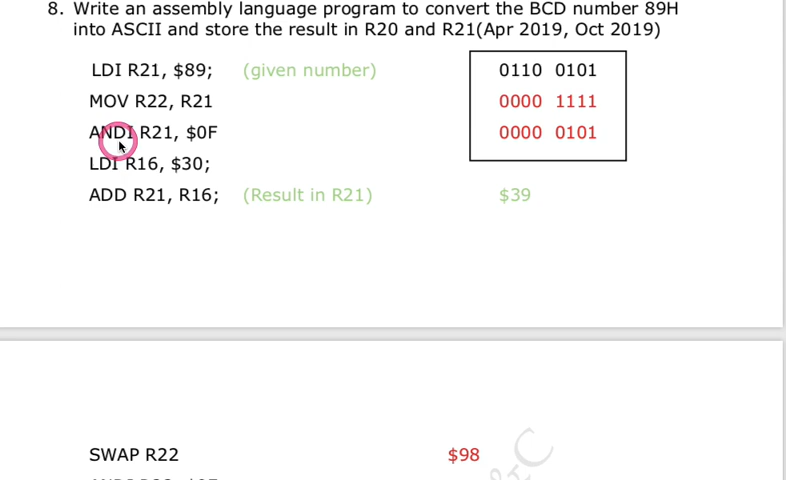 8. Write an assembly language program to convert the BCD number 89H
into ASCII and store the result in R20 and R21(Apr 2019, Oct 2019)
LDI R21, $89; (given number) 0110 0101
MOV R22, R21 0000 1111
ANDI R21, $0F 0000 0101
LDI R16, $30;
ADD R21, R16; (Result in R21) $39
SWAP R22 $98